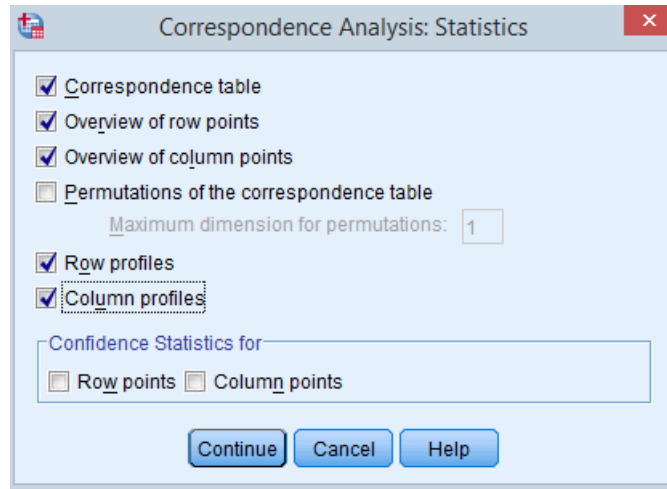 Correspondence Analysis: Statistics
Correspondence table
Overview of row points
Overview of column points
Permutations of the correspondence table
Maximum dimension for permutations: 1
Row profiles
Column profiles
Confidence Statistics for
Row points Column points
Continue Cancel Help